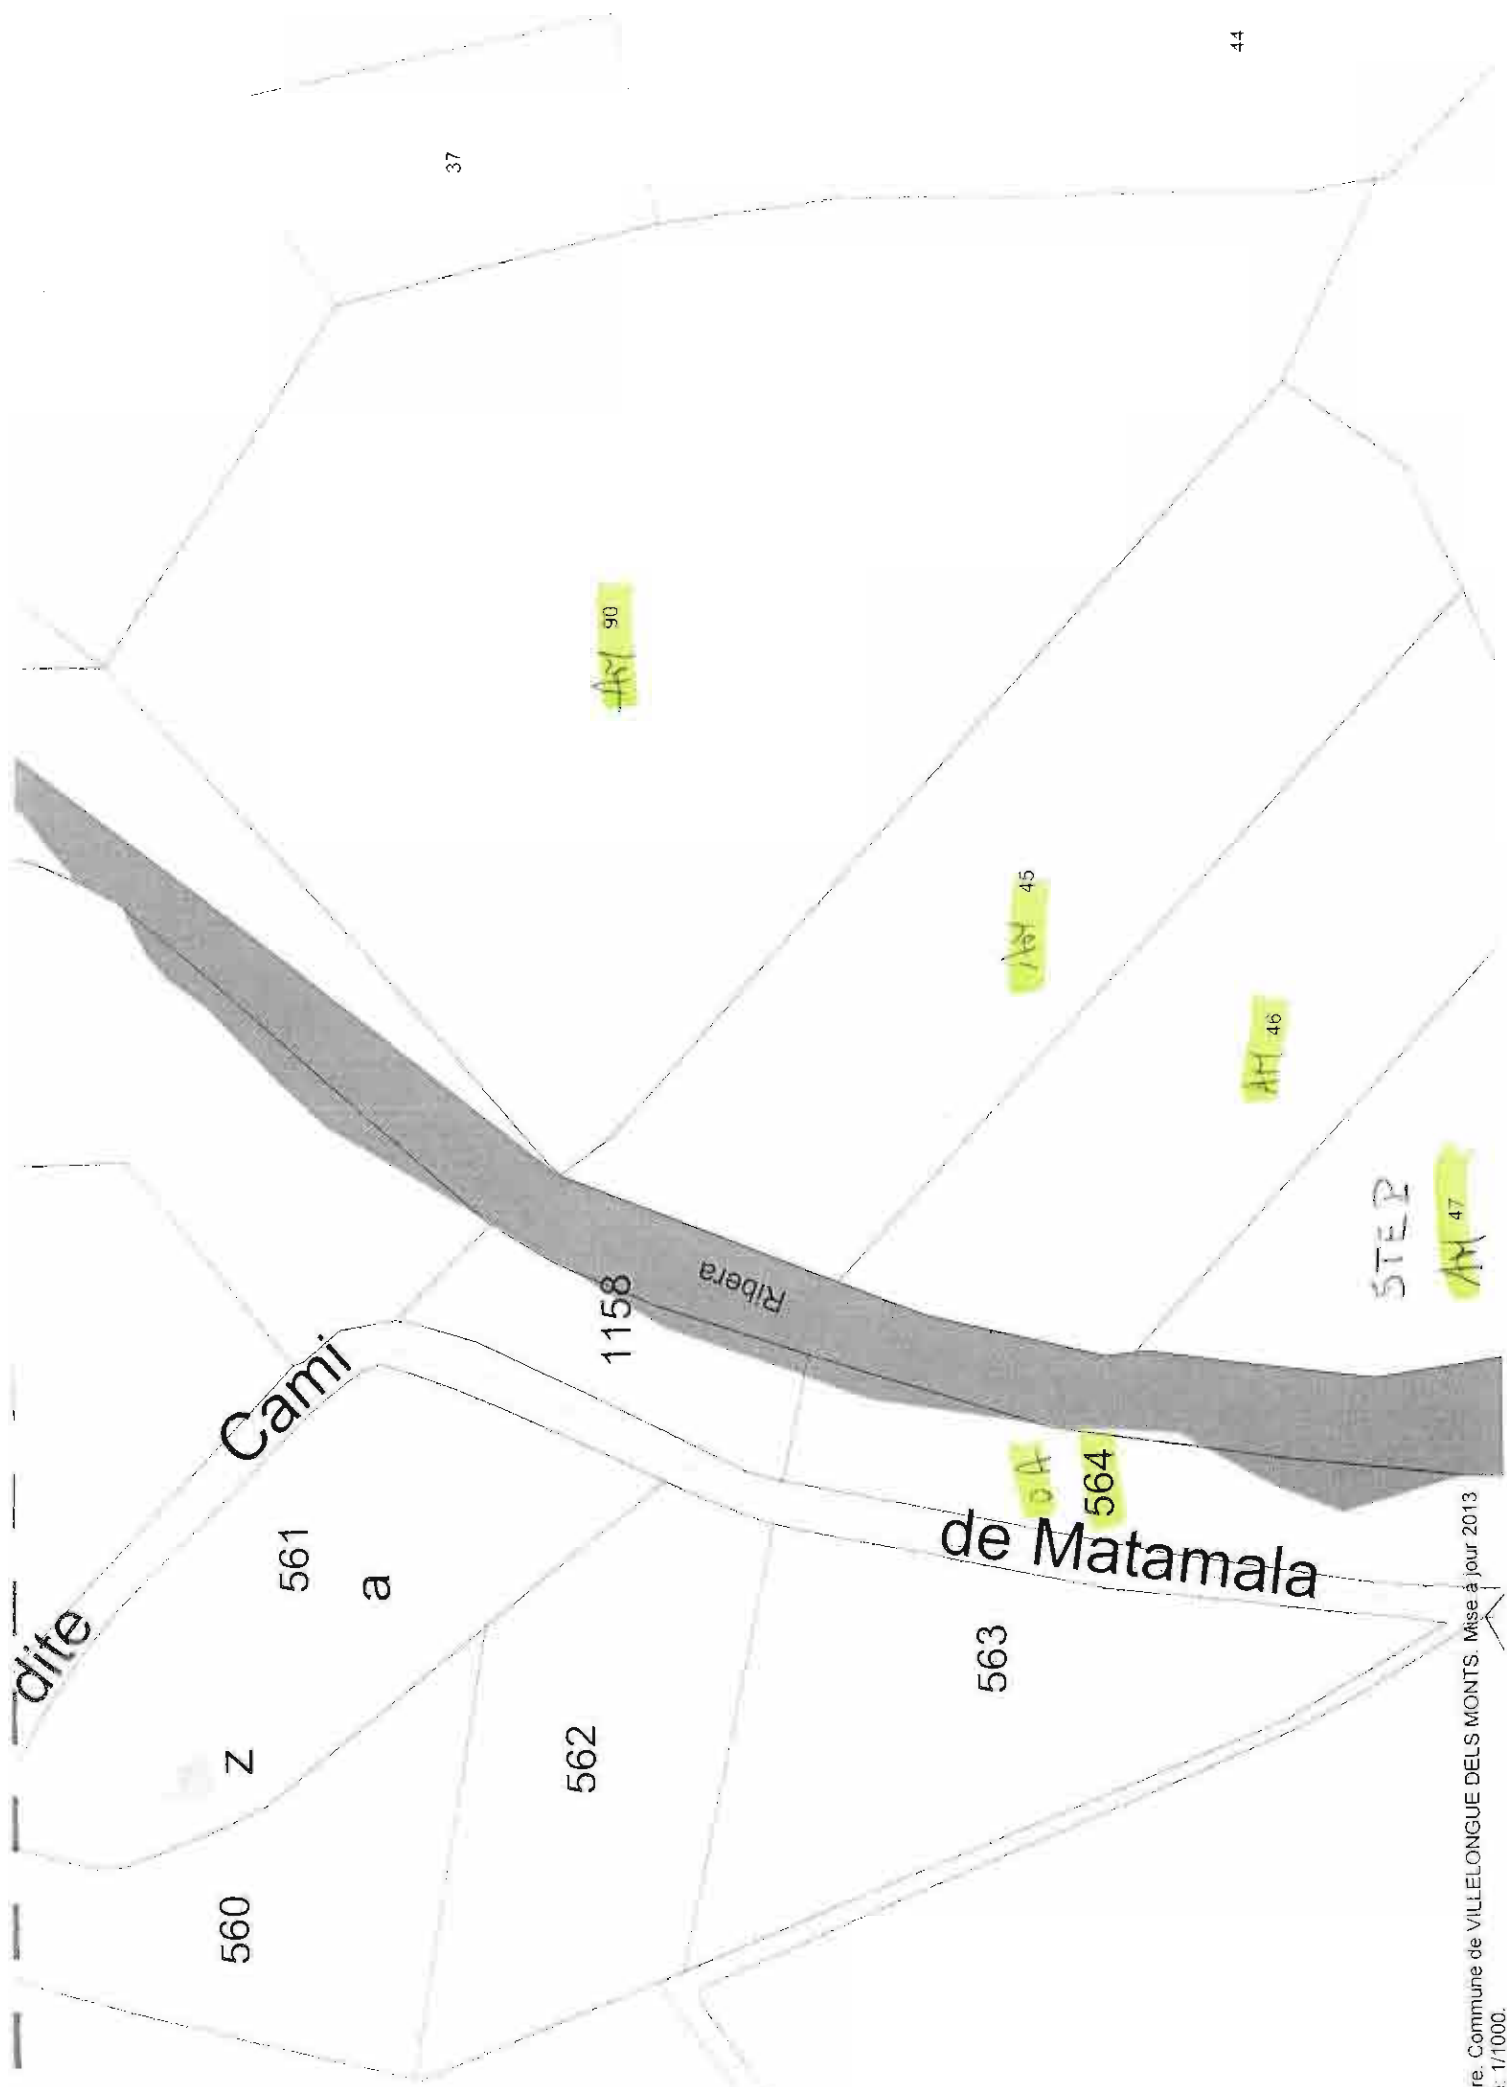 44
37
AH 90
AH 45
AH 46
STEP
AH 47
Ribera
1158
Cami
dite
de Matamala
OA
564
561
a
z
560
562
563
re. Commune de VILLELONGUE DELS MONTS. Mise à jour 2013
: 1/1000.